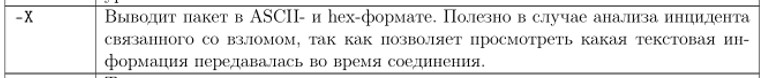 -X
Выводит пакет в ASCII- и hex-формате. Полезно в случае анализа инцидента
связанного со взломом, так как позволяет просмотреть какая текстовая ин-
формация передавалась во время соединения.